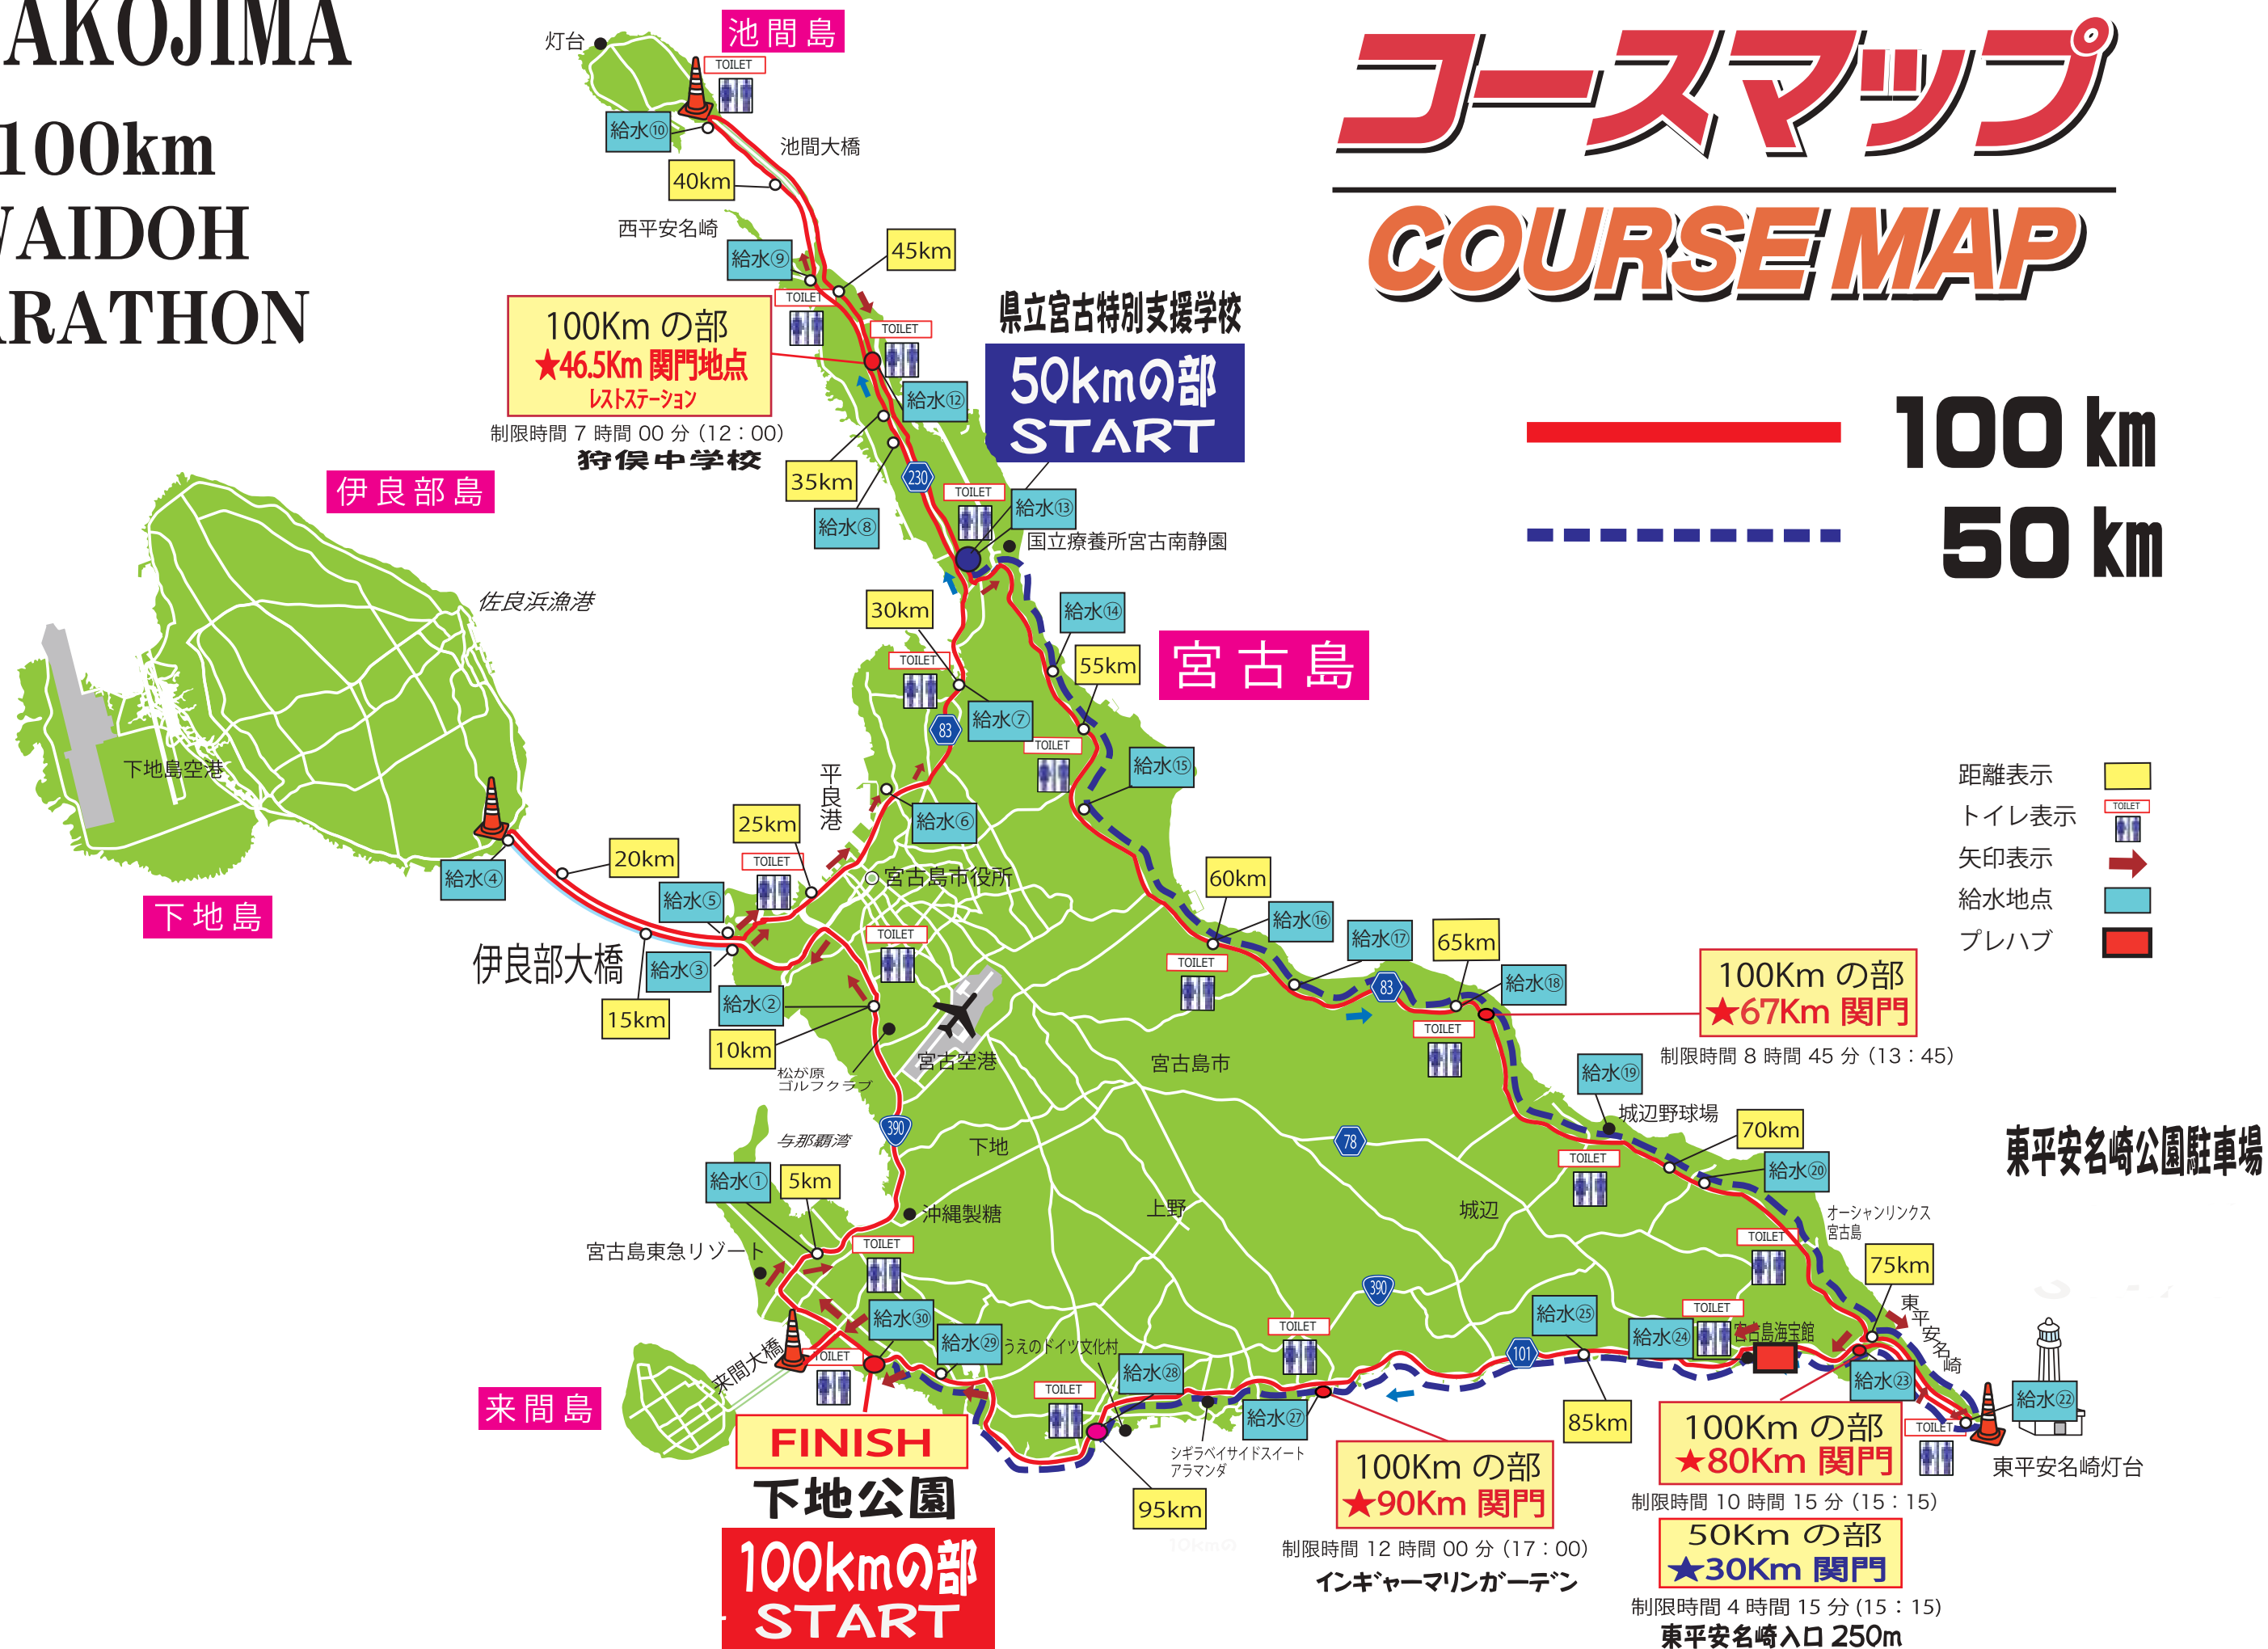 AKOJIMA
100km
WAIDOH
RATHON
コースマップ
COURSE MAP
100 km
50 km
池間島
灯台
TOILET
給水⑩
池間大橋
40km
西平安名崎
給水⑨
45km
TOILET
TOILET
100Km の部
★46.5Km 関門地点
レストステーション
制限時間 7 時間 00 分 (12：00)
狩俣中学校
県立宮古特別支援学校
50kmの部
START
給水⑫
35km
230
給水⑧
TOILET
給水⑬
国立療養所宮古南静園
伊良部島
佐良浜漁港
下地島空港
下地島
30km
TOILET
給水⑦
83
給水⑭
55km
宮古島
TOILET
給水⑮
平良港
給水⑥
25km
TOILET
宮古島市役所
20km
給水④
給水⑤
伊良部大橋
給水③
15km
給水②
10km
TOILET
松が原
ゴルフクラブ
宮古空港
宮古島市
60km
給水⑯
TOILET
給水⑰
65km
83
給水⑱
TOILET
100Km の部
★67Km 関門
制限時間 8 時間 45 分 (13：45)
距離表示
トイレ表示
TOILET
矢印表示
給水地点
プレハブ
給水⑲
城辺野球場
70km
TOILET
給水⑳
東平安名崎公園駐車場
390
与那覇湾
下地
78
給水①
5km
沖縄製糖
上野
城辺
オーシャンリンクス
宮古島
TOILET
75km
宮古島東急リゾート
TOILET
390
東平安名崎
給水㉚
給水㉙
うえのドイツ文化村
給水㉘
TOILET
給水㉕
101
給水㉔
TOILET
宮古島海宝館
給水㉓
給水㉒
TOILET
東平安名崎灯台
来間大橋
来間島
TOILET
TOILET
給水㉗
85km
シギラベイサイドスイート
アラマンダ
95km
FINISH
下地公園
100kmの部
START
100Km の部
★90Km 関門
制限時間 12 時間 00 分 (17：00)
インギャーマリンガーデン
100Km の部
★80Km 関門
制限時間 10 時間 15 分 (15：15)
50Km の部
★30Km 関門
制限時間 4 時間 15 分 (15：15)
東平安名崎入口 250m